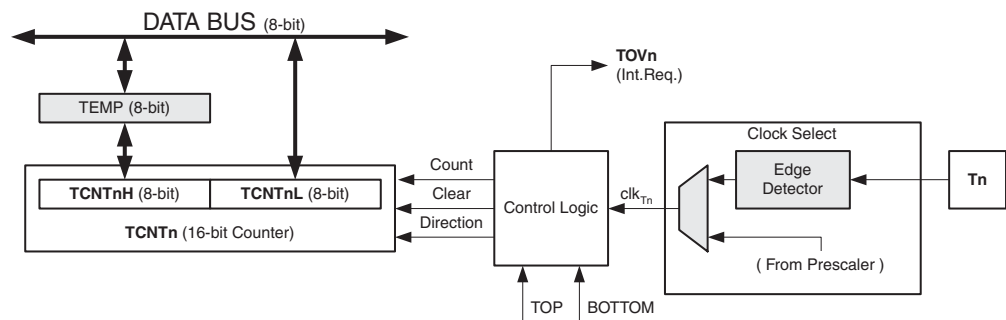 DATA BUS (8-bit)
TOVn
(Int.Req.)
TEMP (8-bit)
Clock Select
Count
Edge
Detector
Tn
TCNTnH (8-bit) TCNTnL (8-bit)
Clear
Control Logic
clkTn
TCNTn (16-bit Counter)
Direction
( From Prescaler )
TOP
BOTTOM